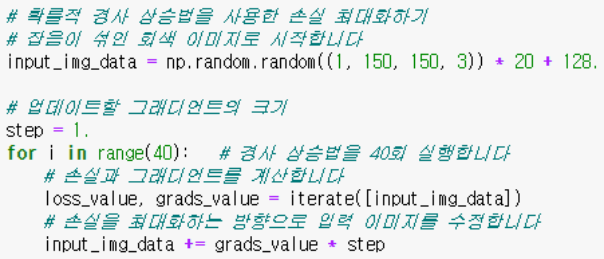 # 확률적 경사 상승법을 사용한 손실 최대화하기
# 잡음이 섞인 회색 이미지로 시작합니다
input_img_data = np.random.random((1, 150, 150, 3)) * 20 + 128.
# 업데이트할 그래디언트의 크기
step = 1.
for i in range(40):   # 경사 상승법을 40회 실행합니다
    # 손실과 그래디언트를 계산합니다
    loss_value, grads_value = iterate([input_img_data])
    # 손실을 최대화하는 방향으로 입력 이미지를 수정합니다
    input_img_data += grads_value * step